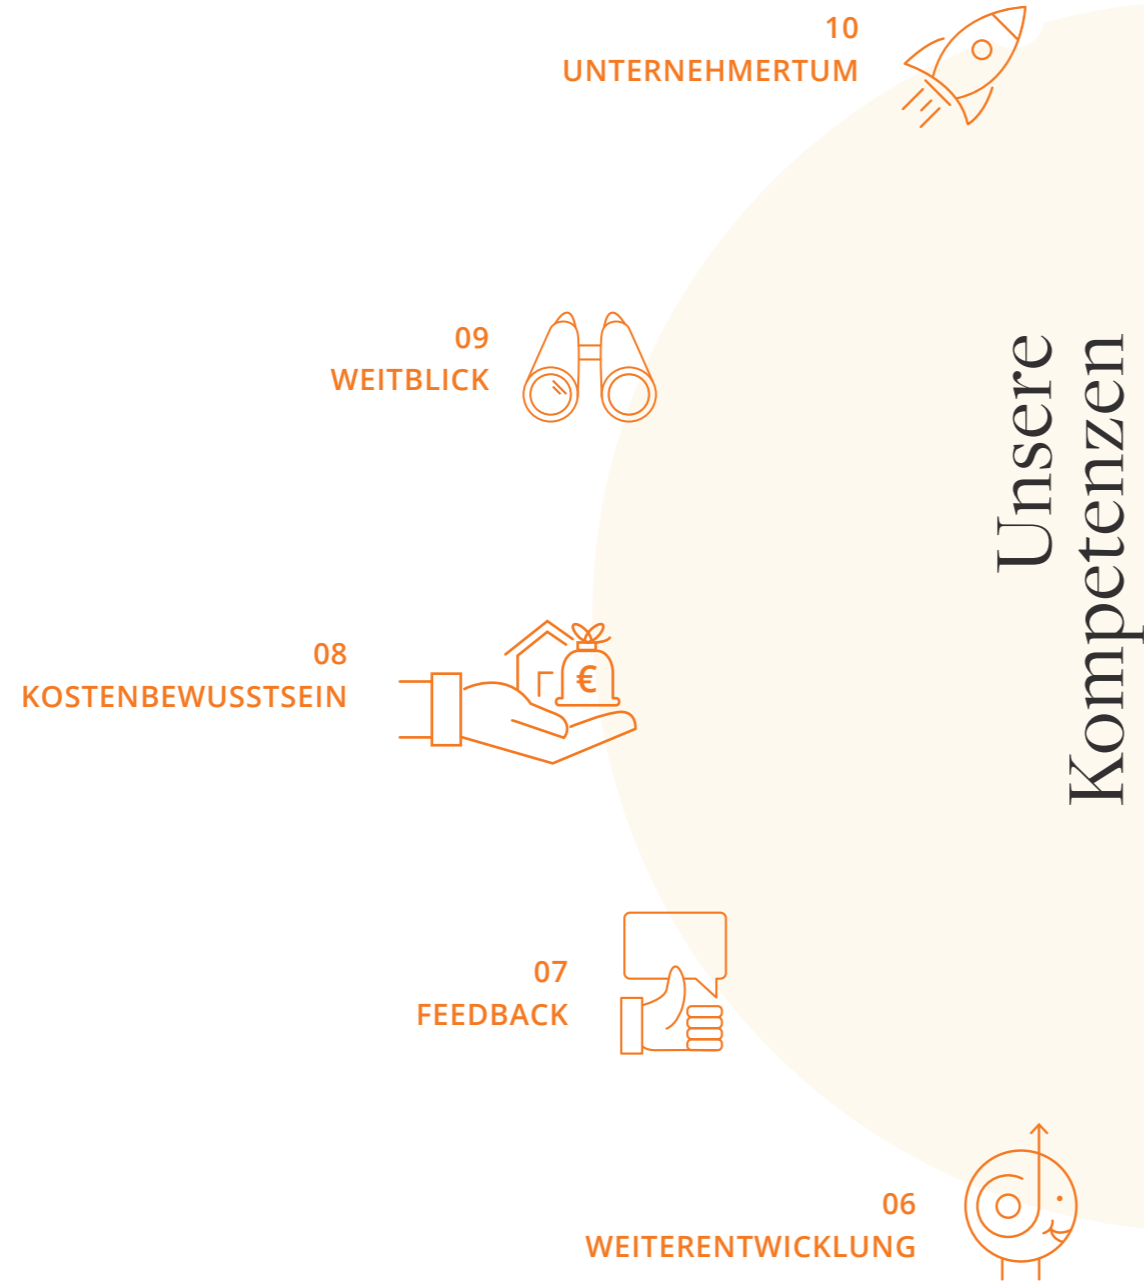 10
UNTERNEHMERTUM
09
WEITBLICK
Unsere
Kompetenzen
08
KOSTENBEWUSSTSEIN
€
07
FEEDBACK
06
WEITERENTWICKLUNG